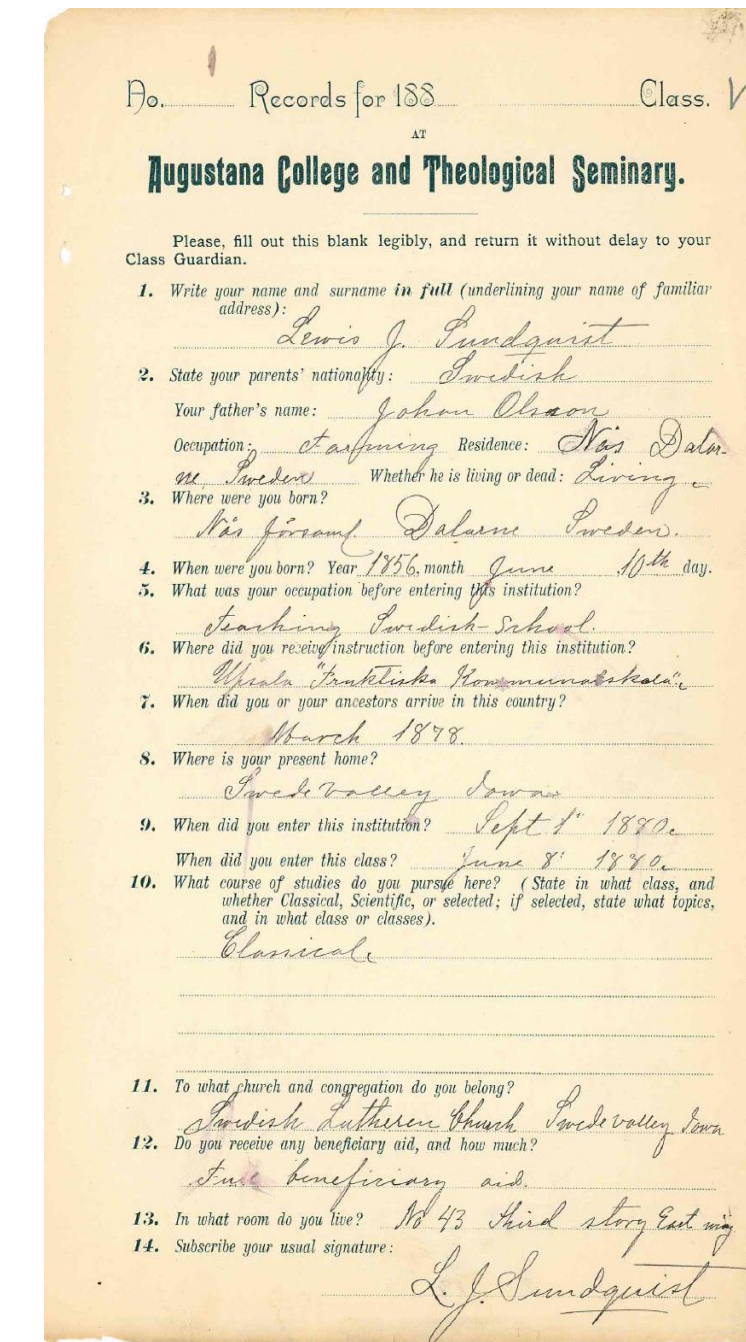 No. Records for 188 Class. V
AT
Augustana College and Theological Seminary.
Please, fill out this blank legibly, and return it without delay to your
Class Guardian.
1. Write your name and surname in full (underlining your name of familiar
address):
Lewis J. Sundquist
2. State your parents' nationality: Swedish
Your father's name: Johan Olsson
Occupation: Farming Residence: Nås Dalar-
ne, Sweden Whether he is living or dead: Living.
3. Where were you born?
Nås församl. Dalarne Sweden.
4. When were you born? Year 1856, month June 10th day.
5. What was your occupation before entering this institution?
Teaching Swedish-School.
6. Where did you receive instruction before entering this institution?
Upsala "Praktiska Kommunalskola".
7. When did you or your ancestors arrive in this country?
March 1878.
8. Where is your present home?
Swede valley Iowa
9. When did you enter this institution? Sept 1st 1880.
When did you enter this class? June 8 1880.
10. What course of studies do you pursue here? (State in what class, and
whether Classical, Scientific, or selected; if selected, state what topics,
and in what class or classes).
Classical.
11. To what church and congregation do you belong?
Swedish Lutheren Church Swede valley Iowa
12. Do you receive any beneficiary aid, and how much?
Full beneficiary aid.
13. In what room do you live? No 43 third story East wing
14. Subscribe your usual signature:
L. J. Sundquist